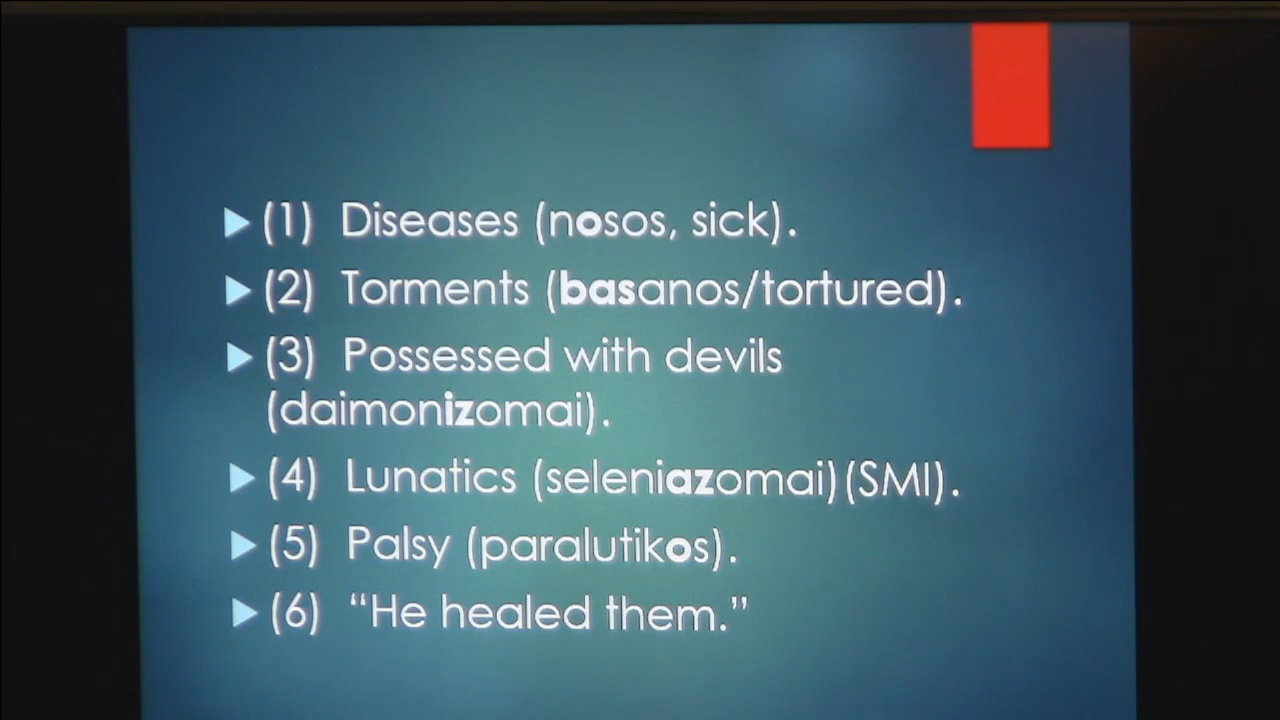 (1) Diseases (nosos, sick).
(2) Torments (basanos/tortured).
(3) Possessed with devils
(daimonizomai).
(4) Lunatics (seleniazomai)(SMI).
(5) Palsy (paralutikos).
(6) “He healed them.”